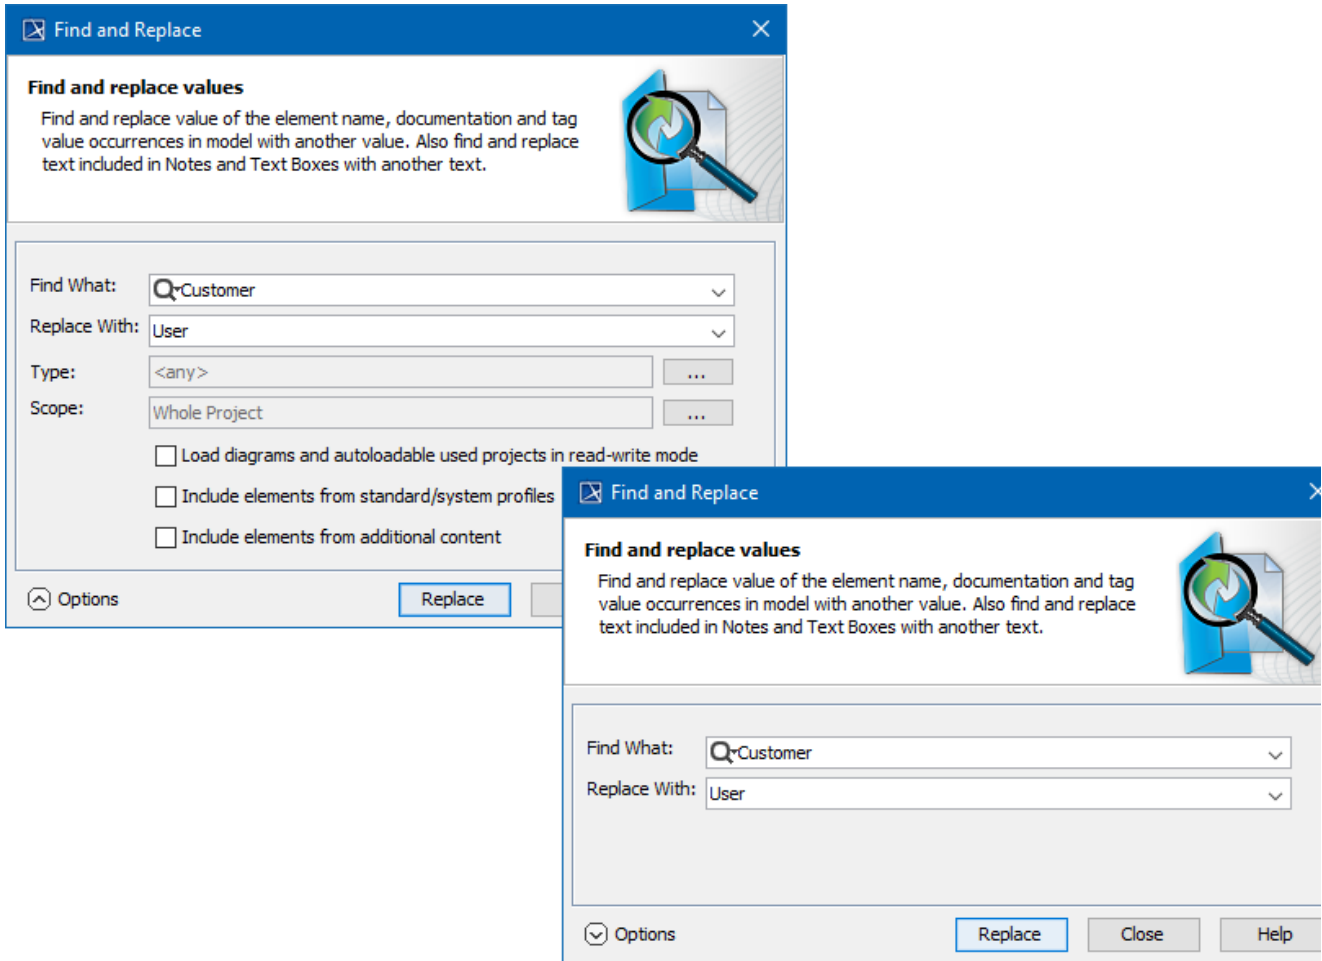 Find and Replace
Find and replace values
Find and replace value of the element name, documentation and tag
value occurrences in model with another value. Also find and replace
text included in Notes and Text Boxes with another text.
Find What:
Customer
Replace With:
User
Type:
<any>
...
Scope:
Whole Project
...
Load diagrams and autoloadable used projects in read-write mode
Include elements from standard/system profiles
Include elements from additional content
Options
Replace
Find and Replace
Find and replace values
Find and replace value of the element name, documentation and tag
value occurrences in model with another value. Also find and replace
text included in Notes and Text Boxes with another text.
Find What:
Customer
Replace With:
User
Options
Replace
Close
Help